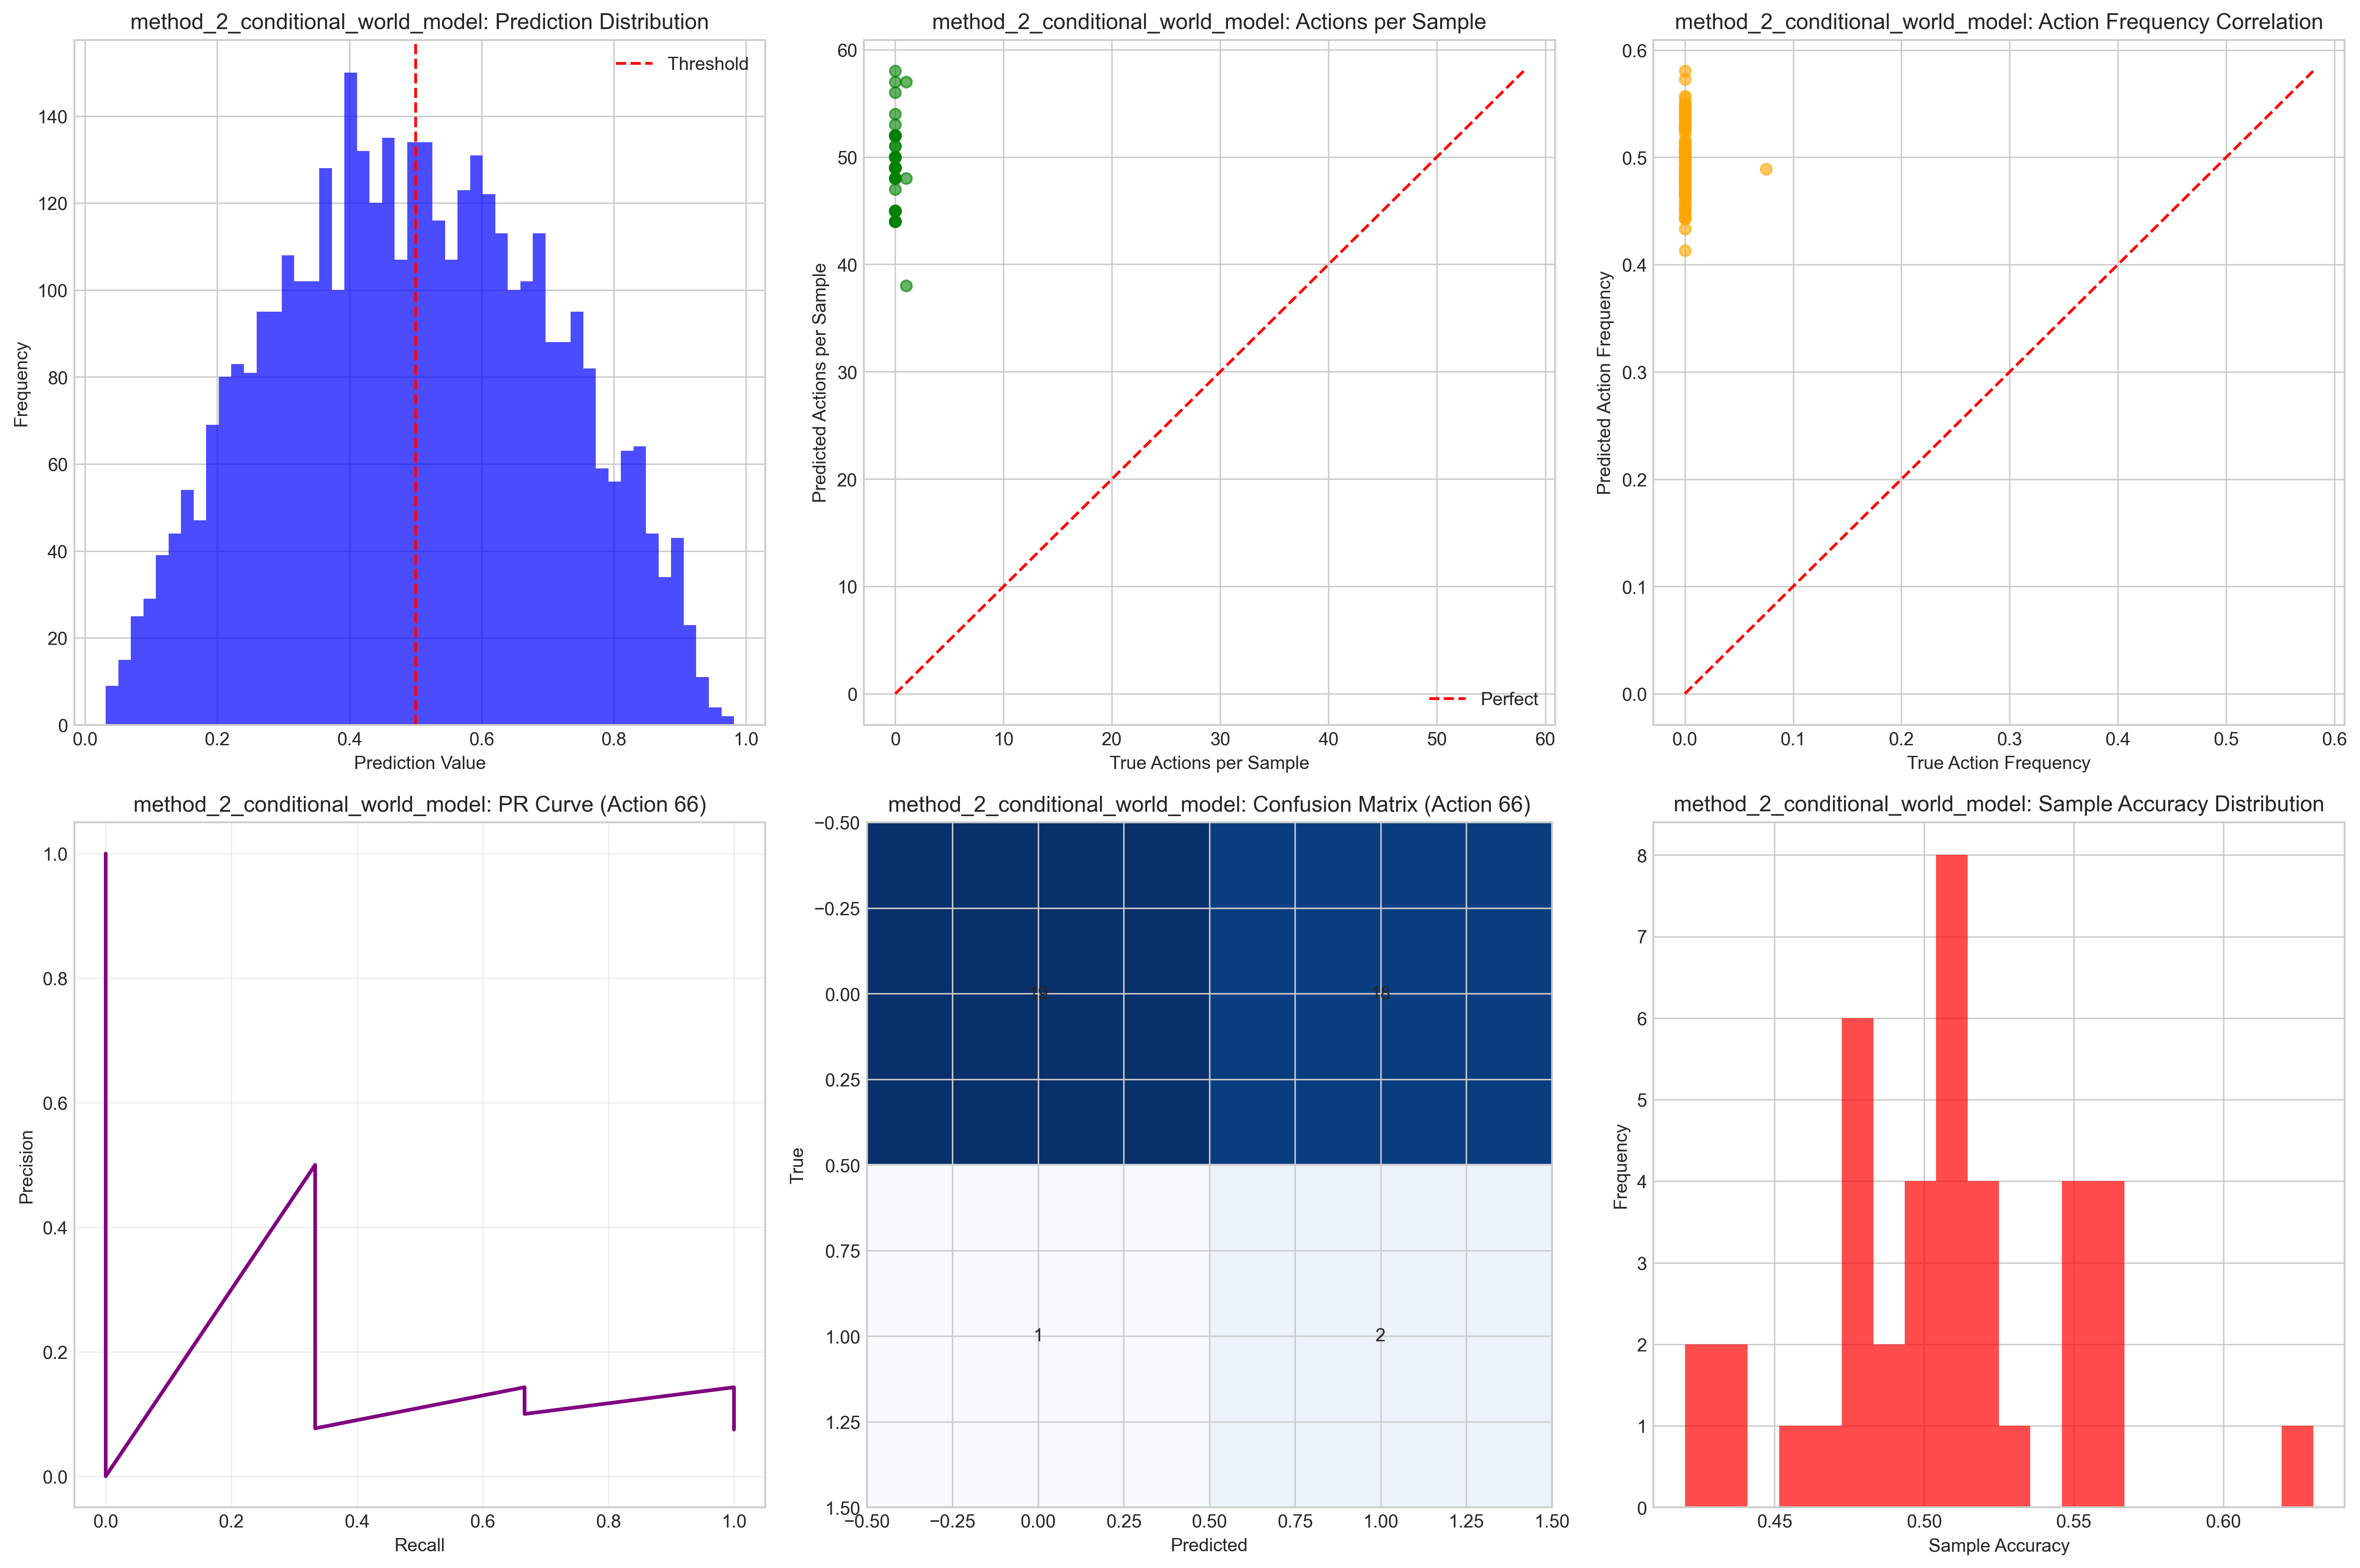 method_2_conditional_world_model: Prediction Distribution
Threshold
140
120
100
80
60
40
20
0
Frequency
0.0 0.2 0.4 0.6 0.8 1.0
Prediction Value
method_2_conditional_world_model: Actions per Sample
60
50
40
30
20
10
0
Predicted Actions per Sample
Perfect
0 10 20 30 40 50 60
True Actions per Sample
method_2_conditional_world_model: Action Frequency Correlation
0.6
0.5
0.4
0.3
0.2
0.1
0.0
Predicted Action Frequency
0.0 0.1 0.2 0.3 0.4 0.5 0.6
True Action Frequency
method_2_conditional_world_model: PR Curve (Action 66)
1.0
0.8
0.6
0.4
0.2
0.0
Precision
0.0 0.2 0.4 0.6 0.8 1.0
Recall
method_2_conditional_world_model: Confusion Matrix (Action 66)
−0.50
−0.25
0.00
0.25
0.50
0.75
1.00
1.25
1.50
True
19 18
1 2
−0.50 −0.25 0.00 0.25 0.50 0.75 1.00 1.25 1.50
Predicted
method_2_conditional_world_model: Sample Accuracy Distribution
8
7
6
5
4
3
2
1
0
Frequency
0.45 0.50 0.55 0.60
Sample Accuracy